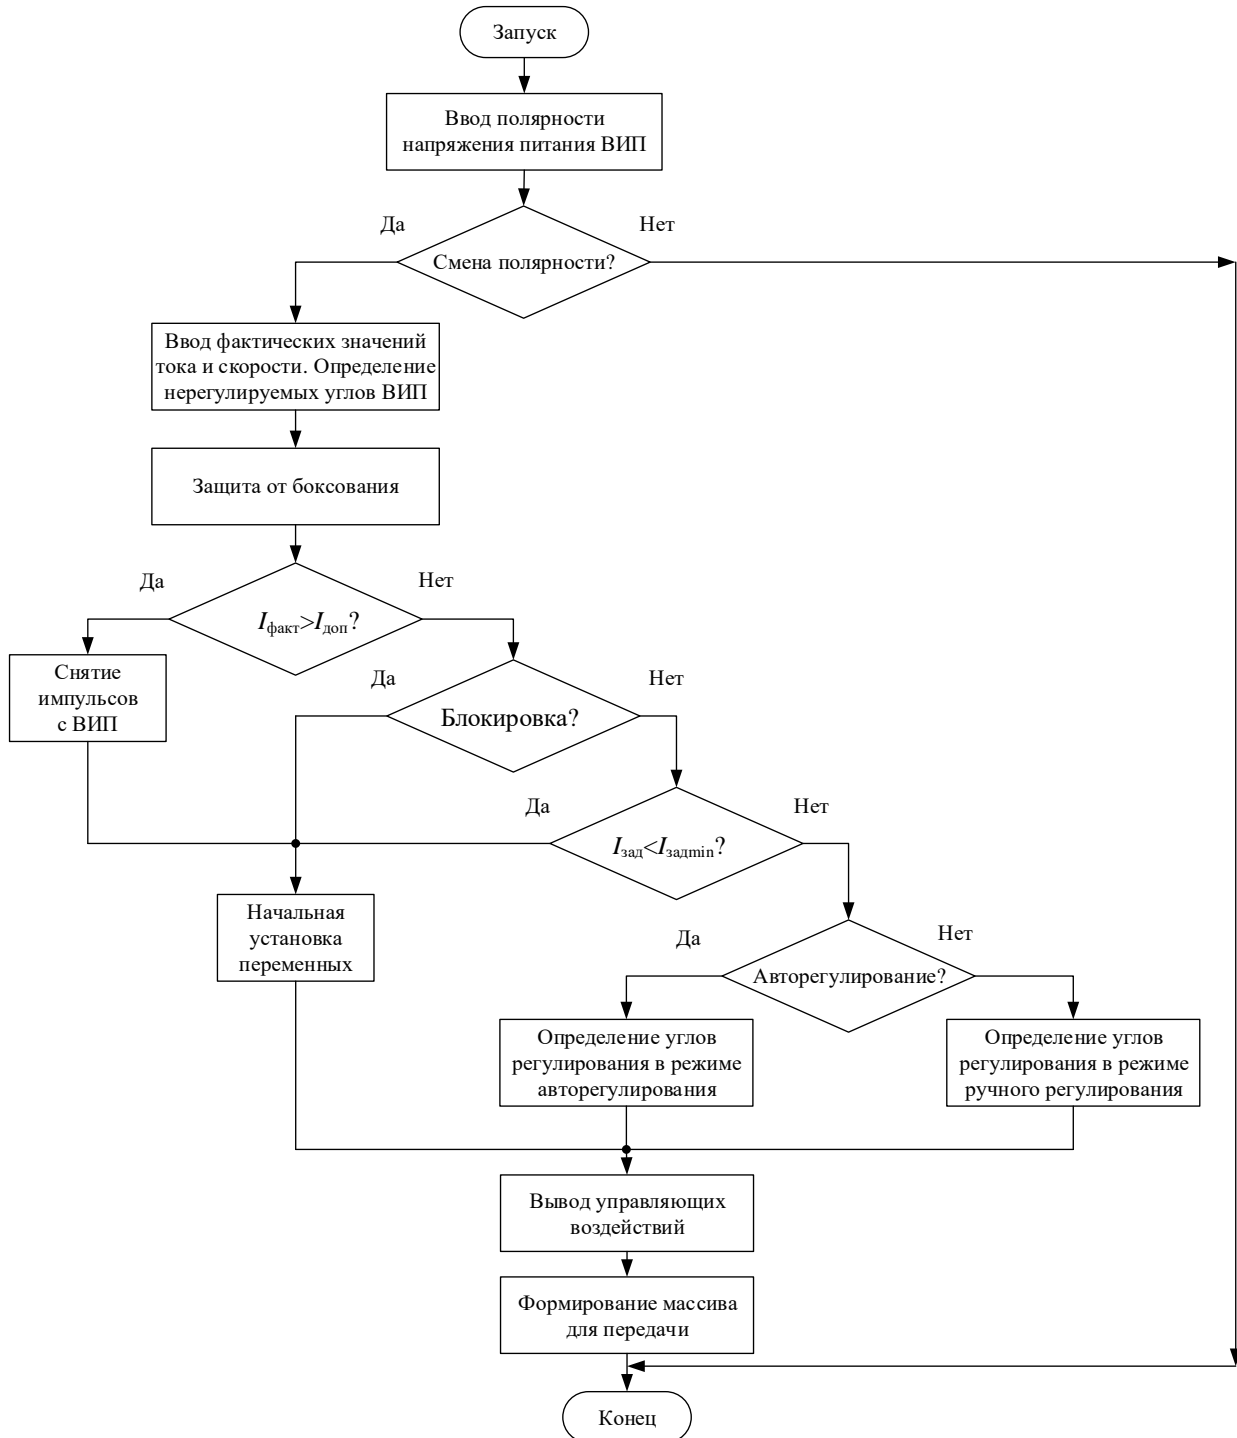 Запуск
Ввод полярности
напряжения питания ВИП
Да
Нет
Смена полярности?
Ввод фактических значений
тока и скорости. Определение
нерегулируемых углов ВИП
Защита от боксования
Да
Нет
Iфакт>Iдоп?
Снятие
импульсов
с ВИП
Да
Нет
Блокировка?
Да
Нет
Iзад<Iзадmin?
Начальная
установка
переменных
Да
Нет
Авторегулирование?
Определение углов
регулирования в режиме
авторегулирования
Определение углов
регулирования в режиме
ручного регулирования
Вывод управляющих
воздействий
Формирование массива
для передачи
Конец